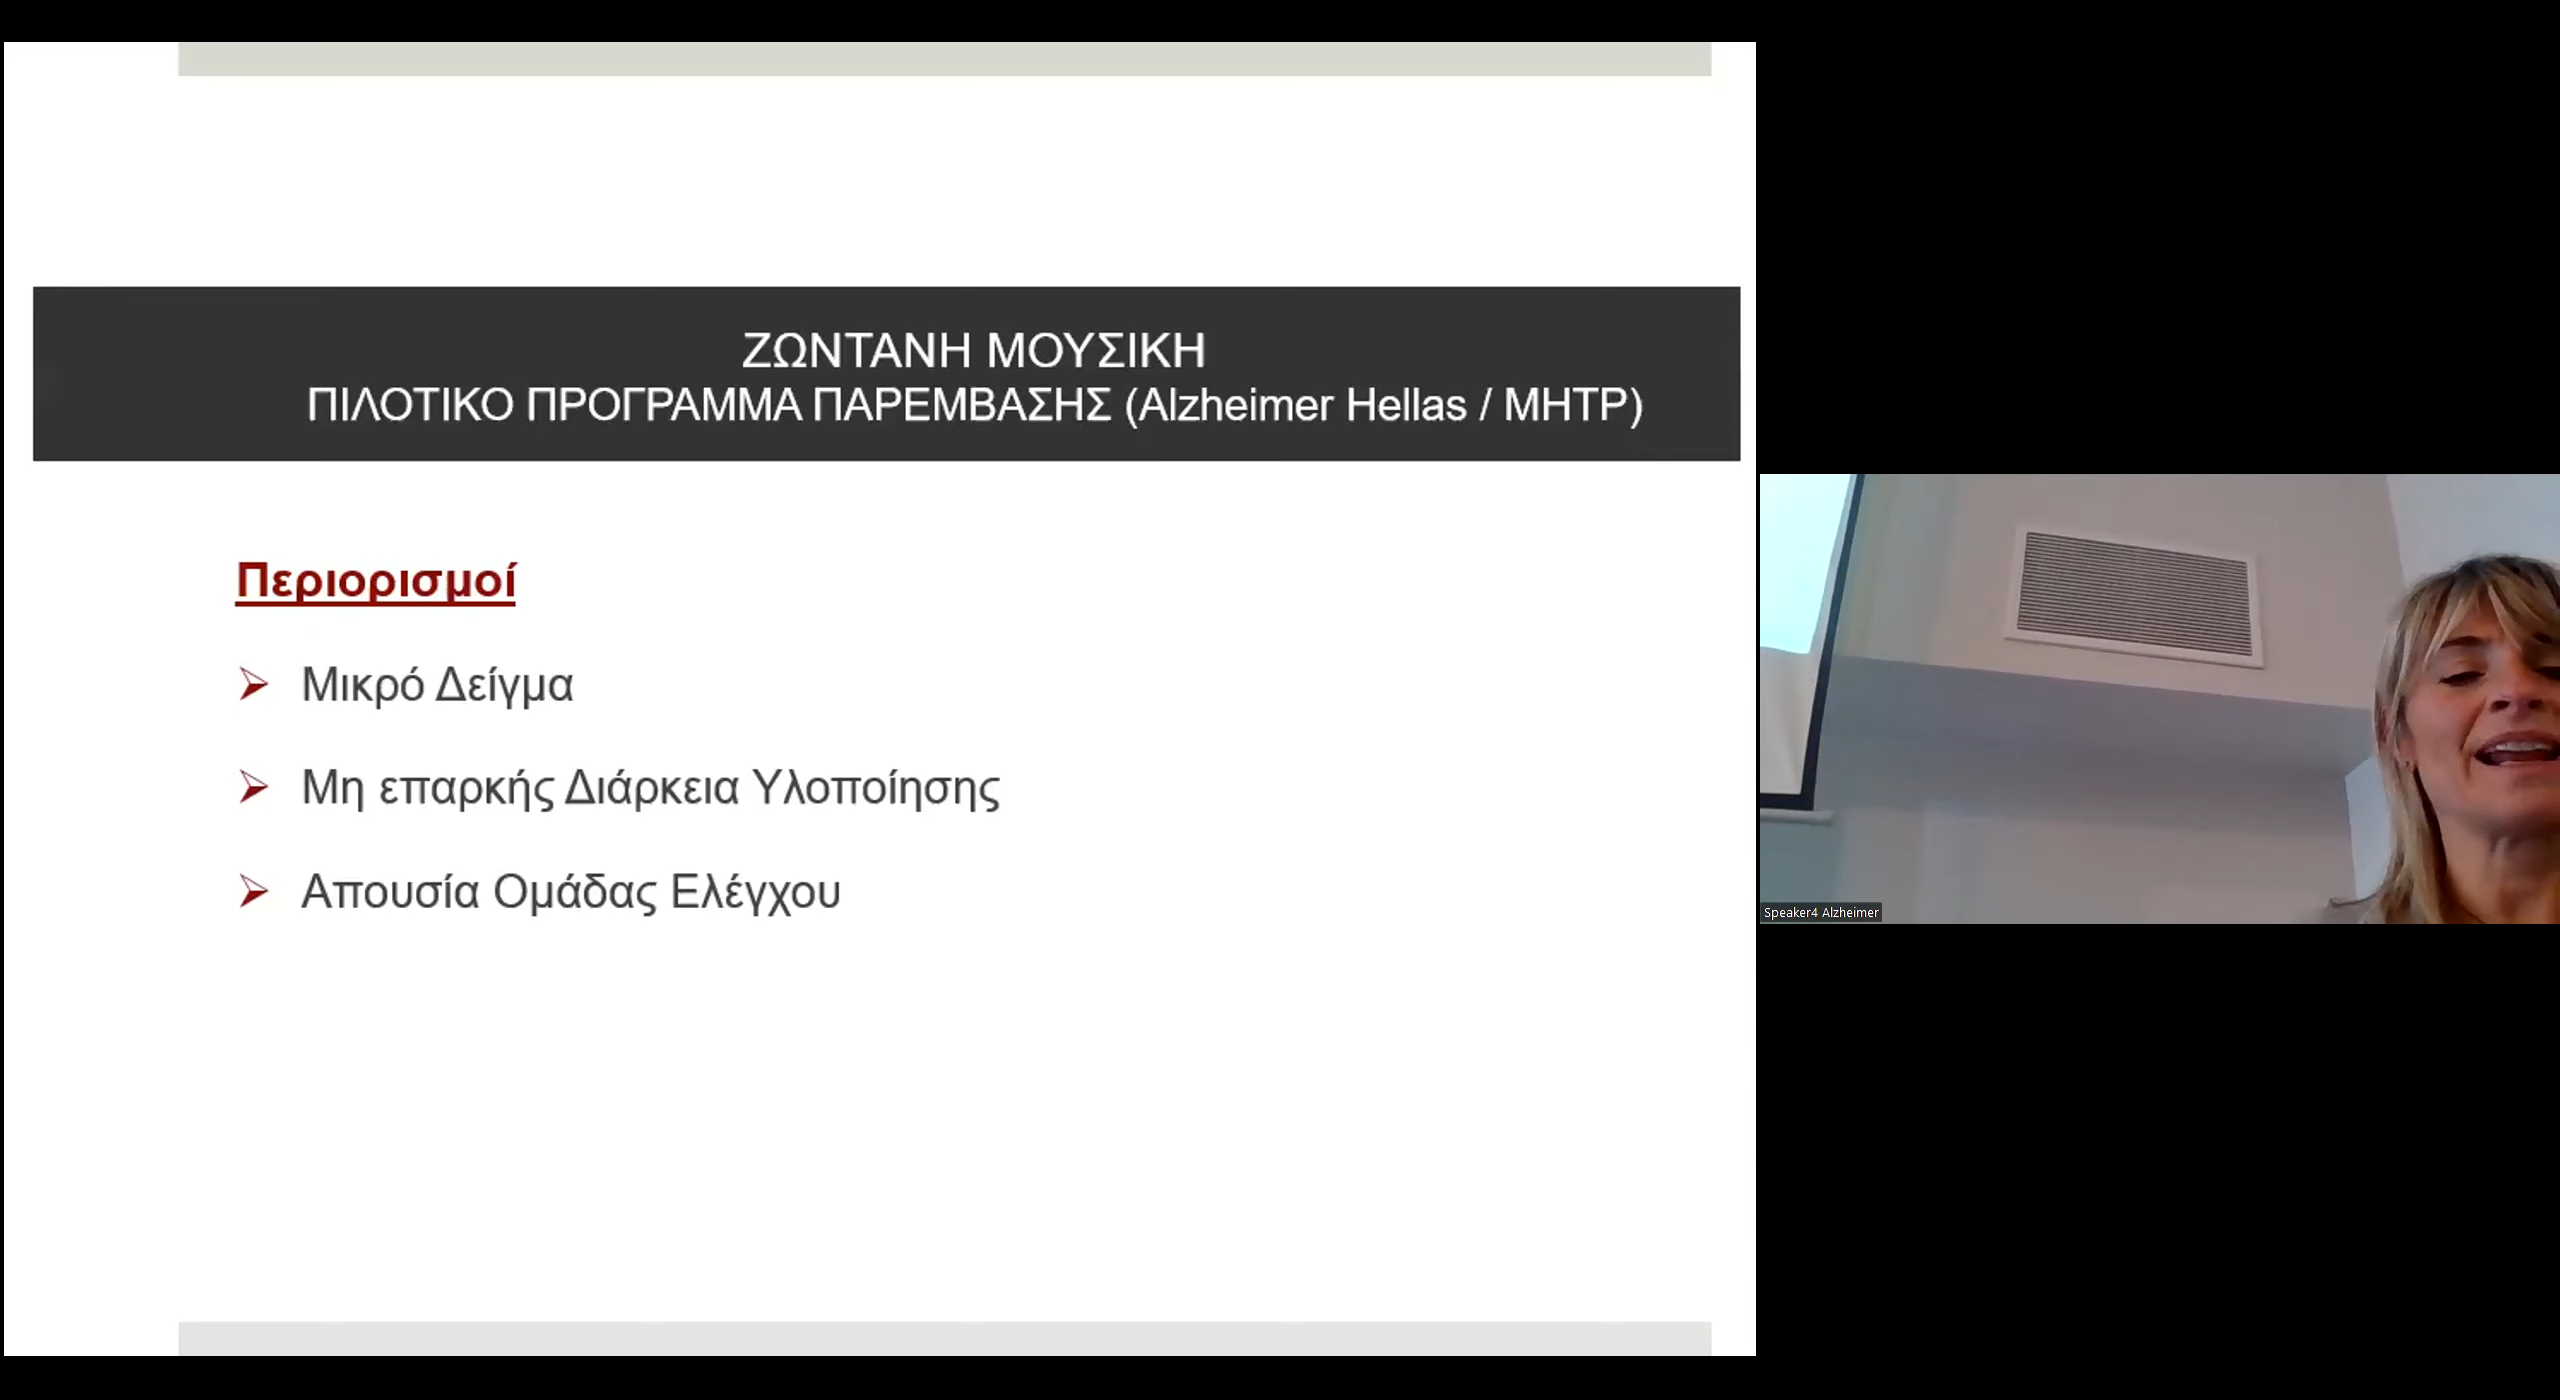 ΖΩΝΤΑΝΗ ΜΟΥΣΙΚΗ
ΠΙΛΟΤΙΚΟ ΠΡΟΓΡΑΜΜΑ ΠΑΡΕΜΒΑΣΗΣ (Alzheimer Hellas / ΜΗΤΡ)
Περιορισμοί
Μικρό Δείγμα
Μη επαρκής Διάρκεια Υλοποίησης
Απουσία Ομάδας Ελέγχου
Speaker4 Alzheimer